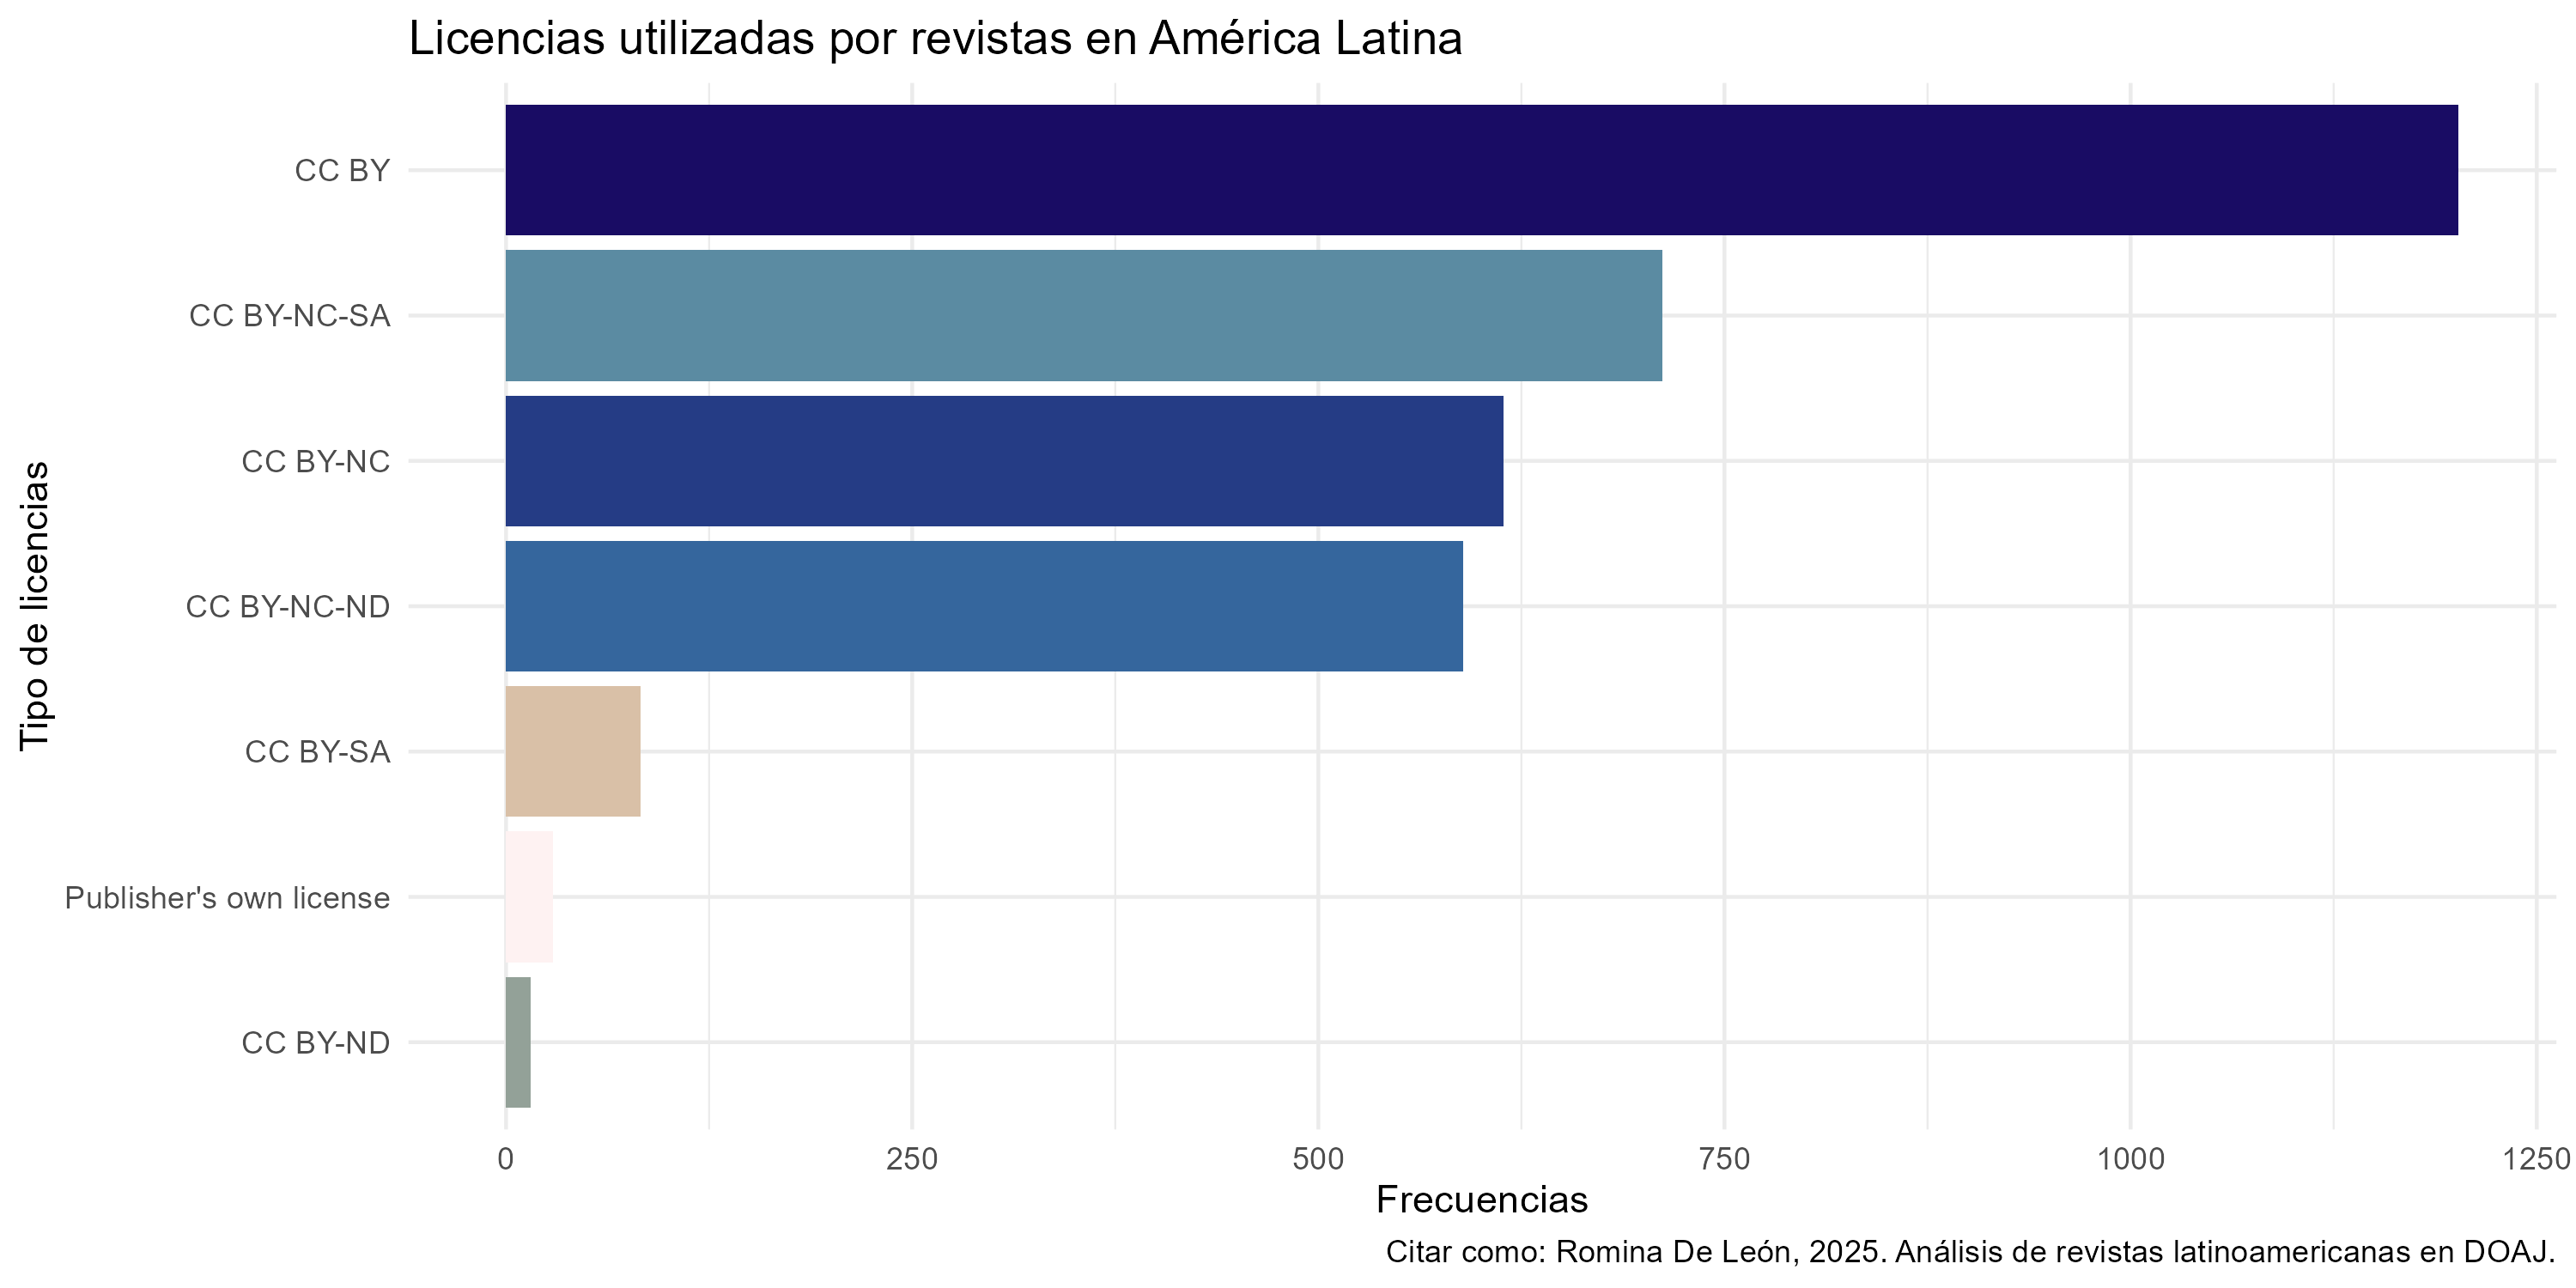 Licencias utilizadas por revistas en América Latina
Tipo de licencias
CC BY
CC BY-NC-SA
CC BY-NC
CC BY-NC-ND
CC BY-SA
Publisher's own license
CC BY-ND
0 250 500 750 1000 1250
Frecuencias
Citar como: Romina De León, 2025. Análisis de revistas latinoamericanas en DOAJ.